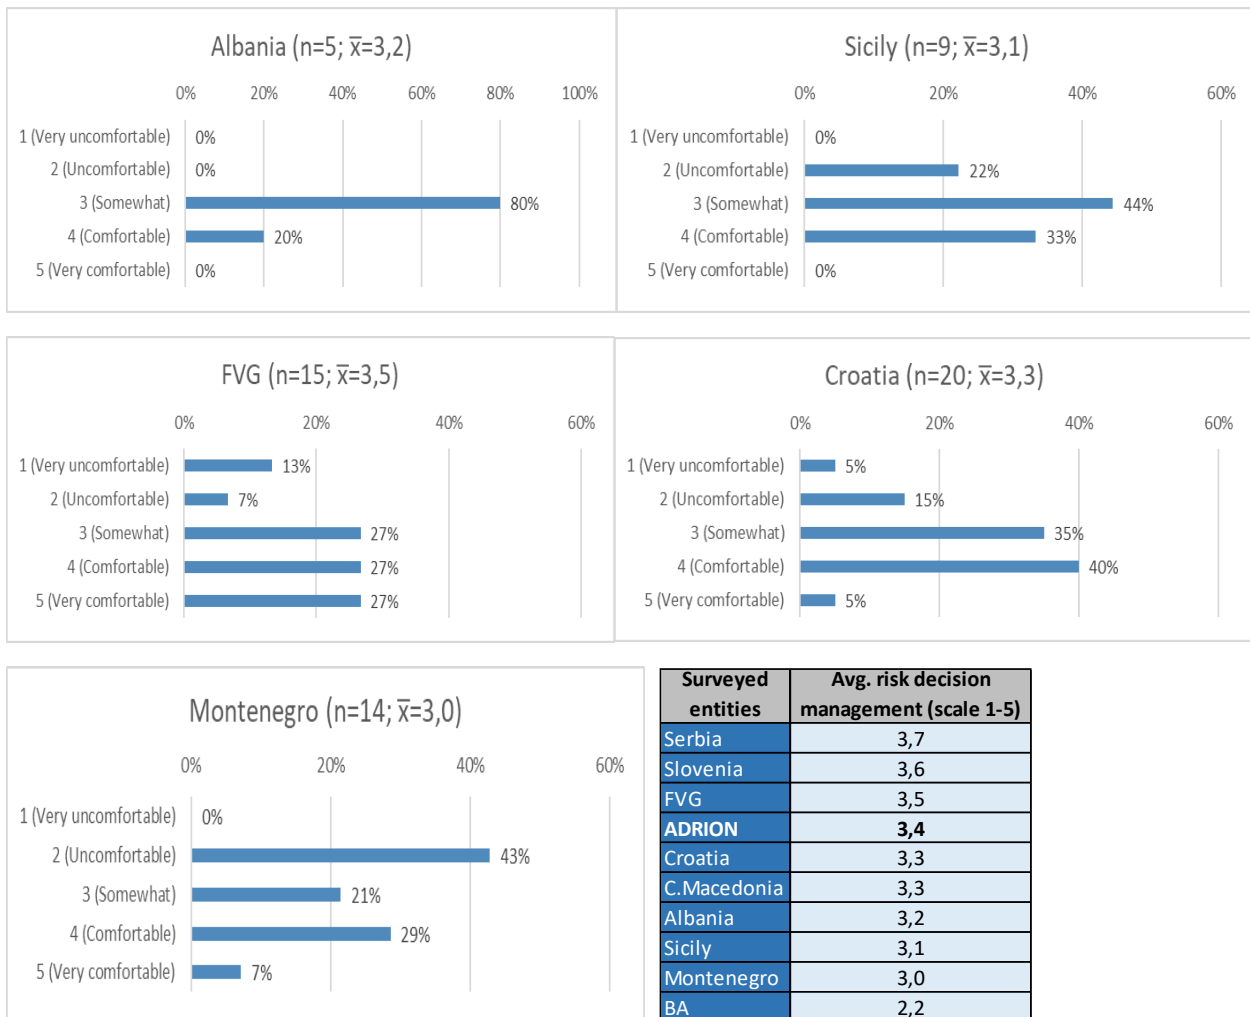 Albania (n=5; x̅=3,2)
0% 20% 40% 60% 80% 100%
1 (Very uncomfortable) 0%
2 (Uncomfortable) 0%
3 (Somewhat) 80%
4 (Comfortable) 20%
5 (Very comfortable) 0%
Sicily (n=9; x̅=3,1)
0% 20% 40% 60%
1 (Very uncomfortable) 0%
2 (Uncomfortable) 22%
3 (Somewhat) 44%
4 (Comfortable) 33%
5 (Very comfortable) 0%
FVG (n=15; x̅=3,5)
0% 20% 40% 60%
1 (Very uncomfortable) 13%
2 (Uncomfortable) 7%
3 (Somewhat) 27%
4 (Comfortable) 27%
5 (Very comfortable) 27%
Croatia (n=20; x̅=3,3)
0% 20% 40% 60%
1 (Very uncomfortable) 5%
2 (Uncomfortable) 15%
3 (Somewhat) 35%
4 (Comfortable) 40%
5 (Very comfortable) 5%
Montenegro (n=14; x̅=3,0)
0% 20% 40% 60%
1 (Very uncomfortable) 0%
2 (Uncomfortable) 43%
3 (Somewhat) 21%
4 (Comfortable) 29%
5 (Very comfortable) 7%
Surveyed Avg. risk decision
entities management (scale 1-5)
Serbia 3,7
Slovenia 3,6
FVG 3,5
ADRION 3,4
Croatia 3,3
C.Macedonia 3,3
Albania 3,2
Sicily 3,1
Montenegro 3,0
BA 2,2